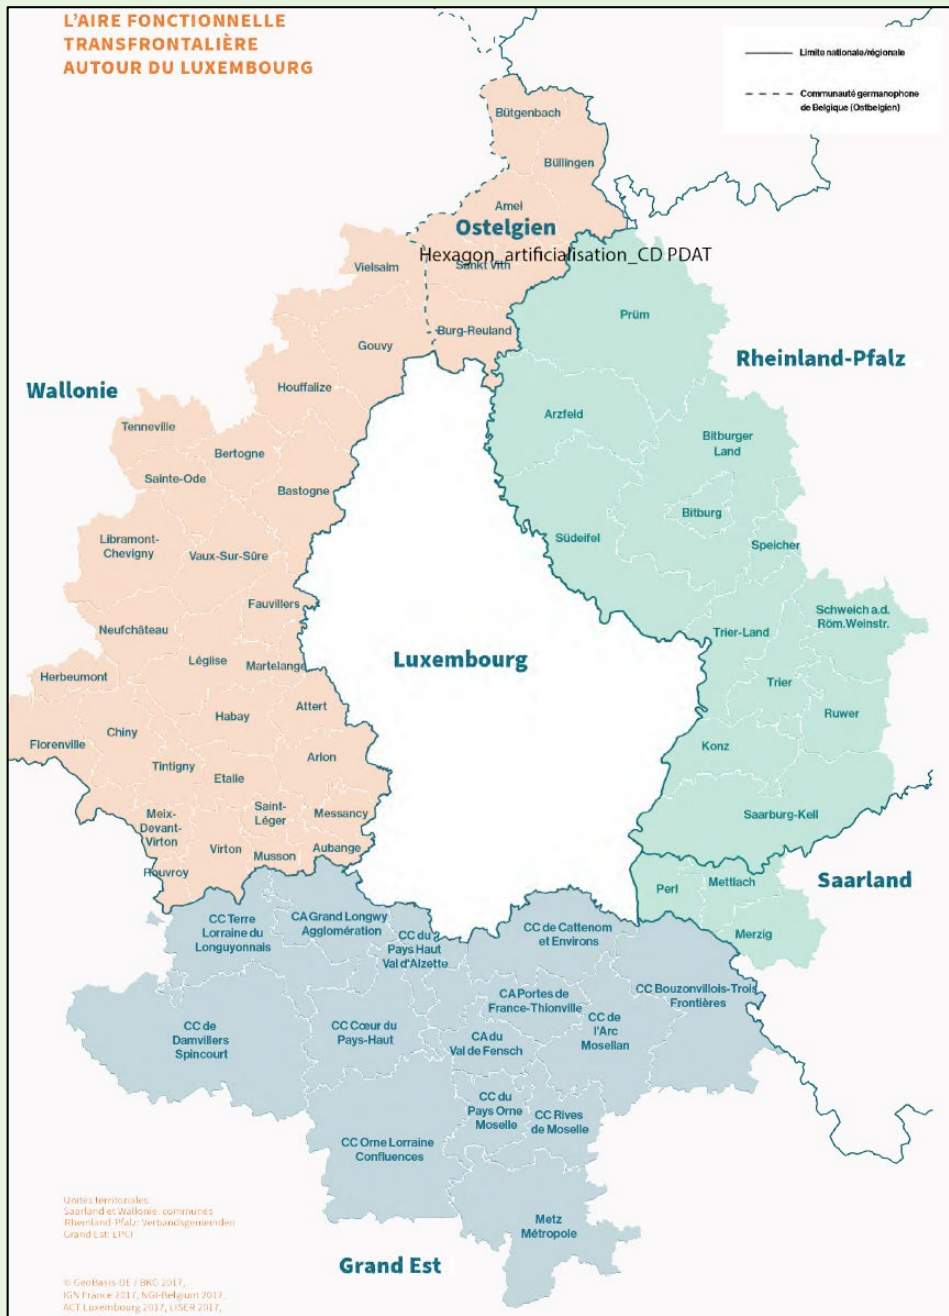 L'AIRE FONCTIONNELLE
TRANSFRONTALIÈRE
AUTOUR DU LUXEMBOURG
Limite nationale/régionale
Communauté germanophone
de Belgique (Ostbelgien)
Bütgenbach
Büllingen
Amel
Ostelgien
Hexagon_artificialisation_CD PDAT
Vielsalm
Sankt Vith
Burg-Reuland
Prüm
Gouvy
Rheinland-Pfalz
Wallonie
Houffalize
Arzfeld
Tenneville
Bertogne
Bitburger
Land
Sainte-Ode
Bastogne
Bitburg
Libramont-
Chevigny
Südeifel
Speicher
Vaux-Sur-Sûre
Fauvillers
Schweich a.d.
Röm.Weinstr.
Neufchâteau
Trier-Land
Léglise
Martelange
Luxembourg
Herbeumont
Trier
Attert
Habay
Ruwer
Chiny
Florenville
Konz
Arlon
Tintigny
Etalle
Saint-
Léger
Messancy
Saarburg-Kell
Meix-
Devant-
Virton
Virton
Musson
Aubange
Rouvroy
Saarland
Perl
Mettlach
Merzig
CC Terre
Lorraine du
Longuyonnais
CA Grand Longwy
Agglomération
CC du
Pays Haut
Val d'Alzette
CC de Cattenom
et Environs
CC Bouzonvillois-Trois
Frontières
CA Portes de
France-Thionville
CC de
l'Arc
Mosellan
CC de
Damvillers
Spincourt
CC Cœur du
Pays-Haut
CA du
Val de Fensch
CC du
Pays Orne
Moselle
CC Rives
de Moselle
CC Orne Lorraine
Confluences
Metz
Métropole
Grand Est
Unités territoriales:
Saarland et Wallonie: communes
Rheinland-Pfalz: Verbandsgemeinden
Grand Est: EPCI
© GeoBasis-DE / BKG 2017,
IGN France 2017, NGI-Belgium 2017,
ACT Luxembourg 2017, LISER 2017,